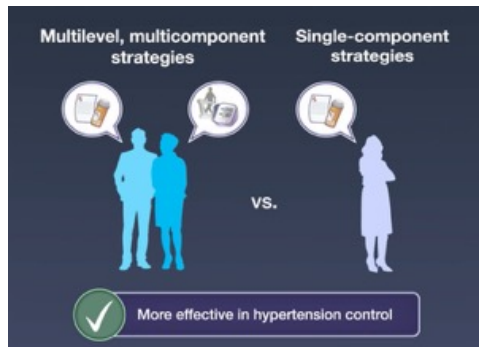 Multilevel, multicomponent
strategies
Single-component
strategies
vs.
More effective in hypertension control